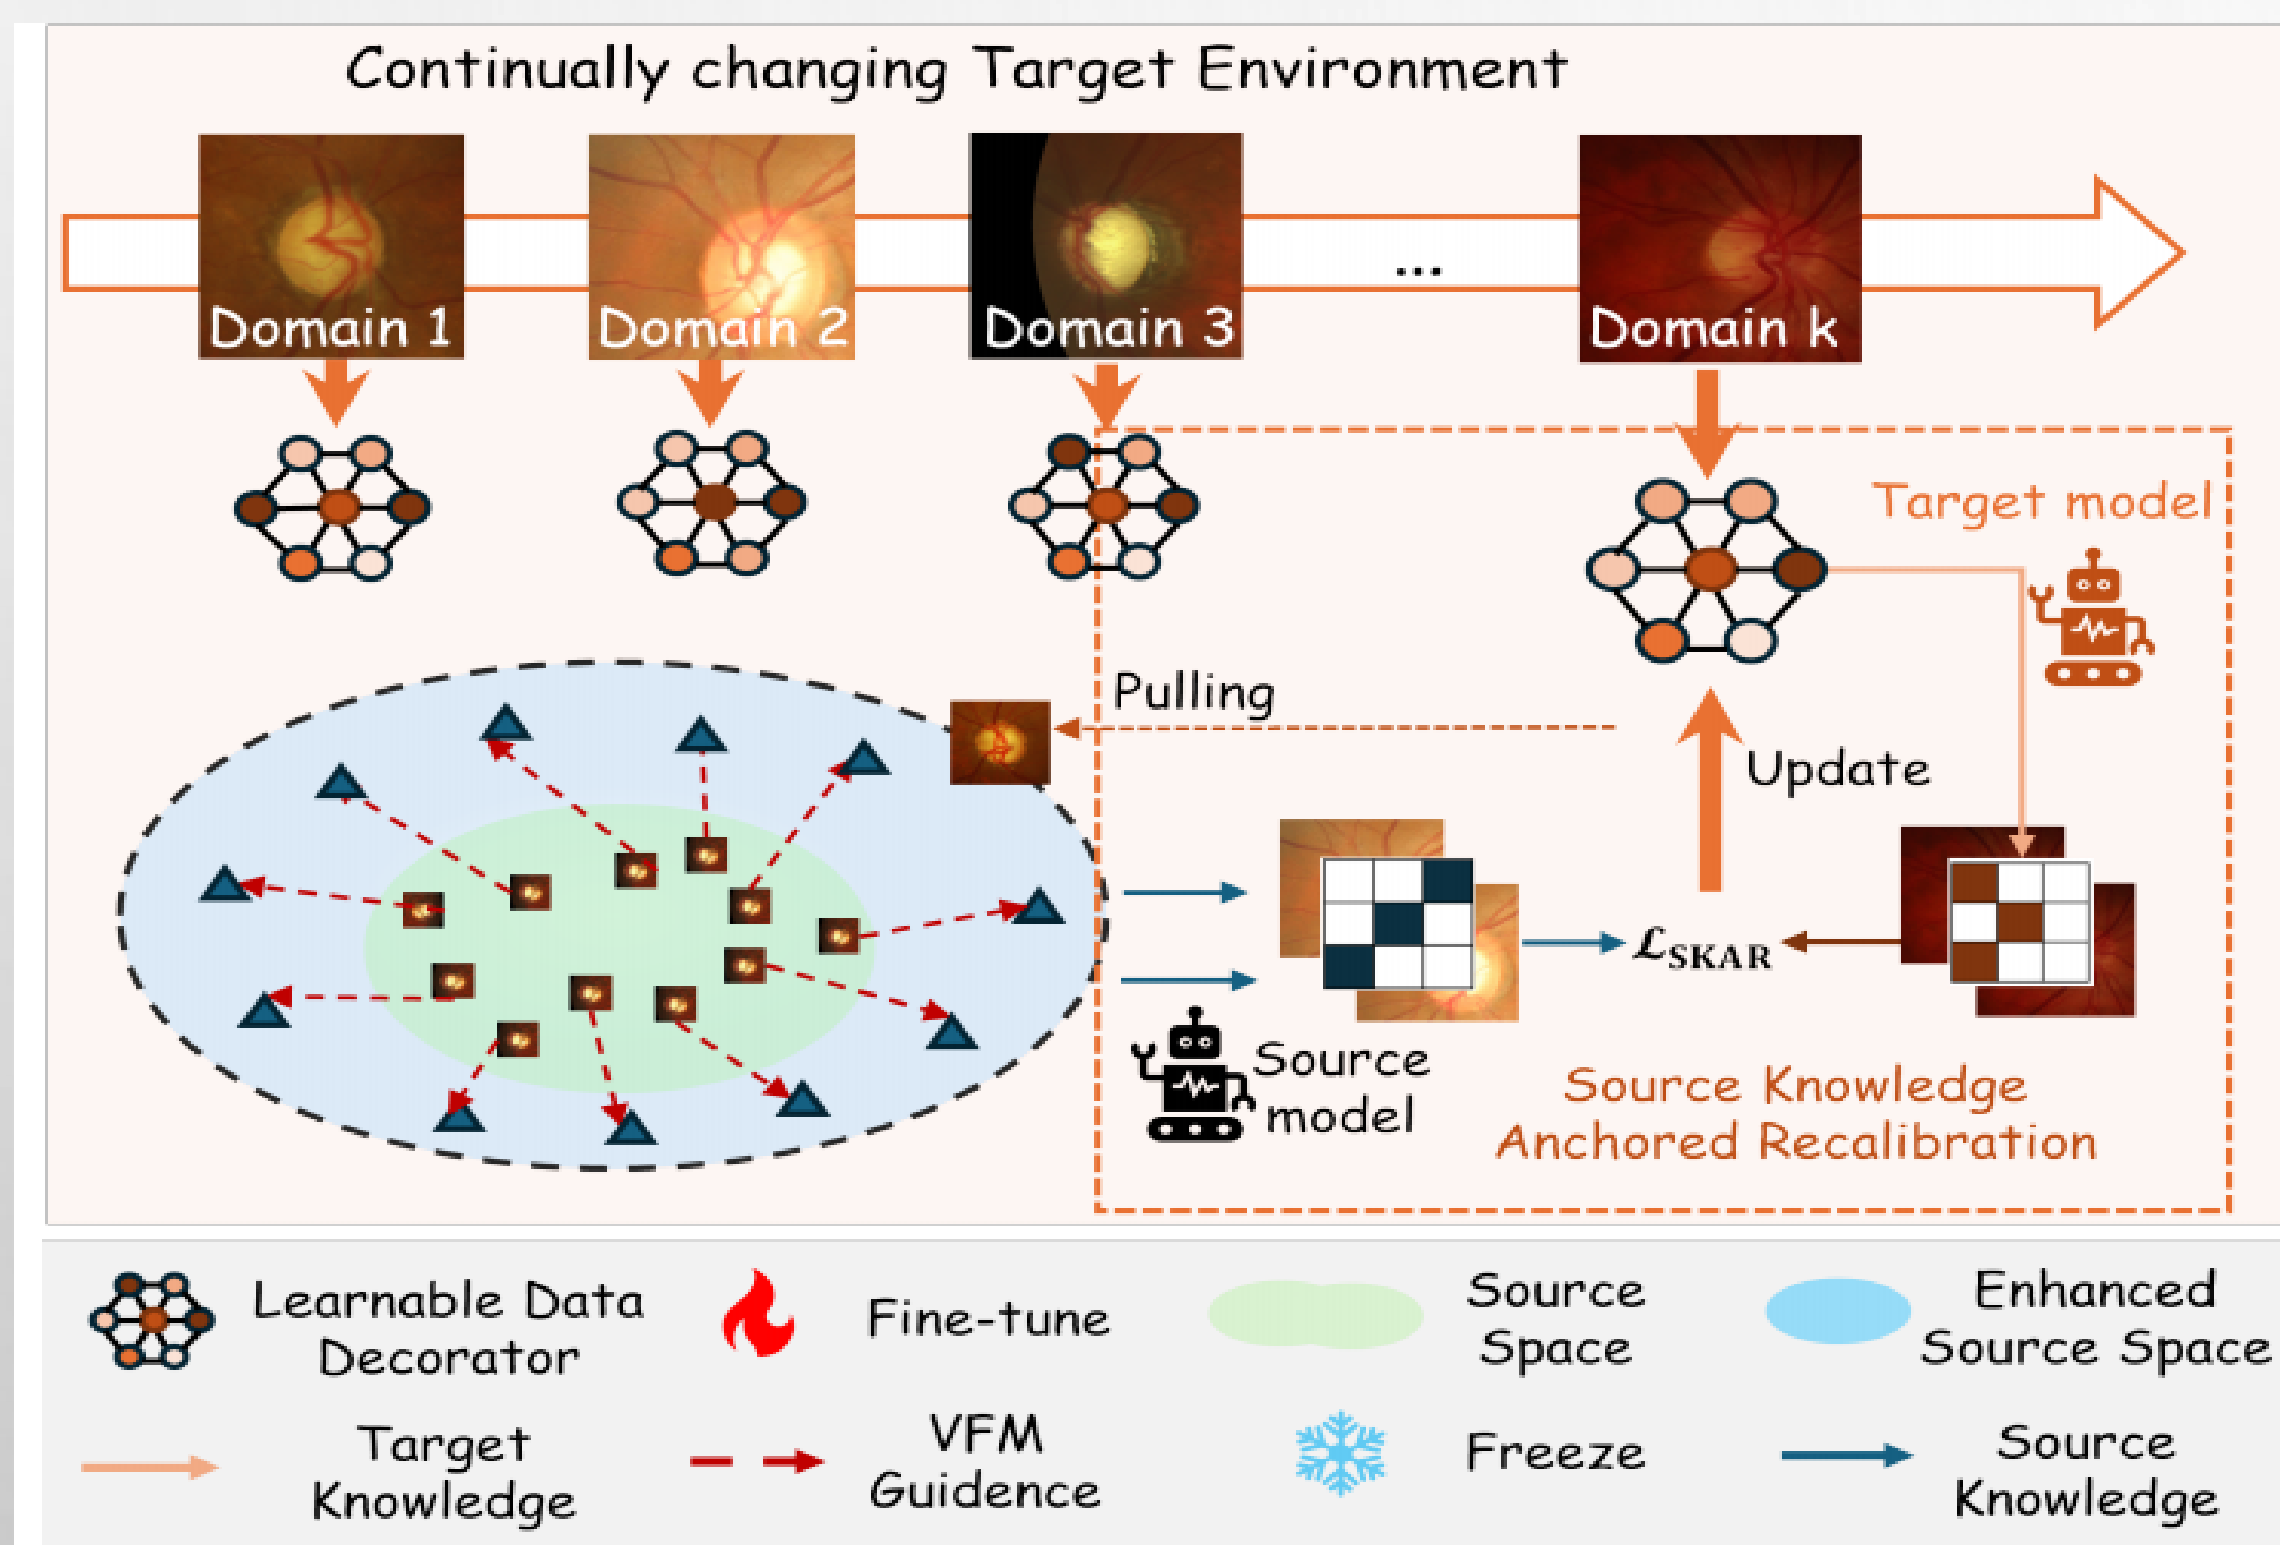 Continually changing Target Environment
Domain 1
Domain 2
Domain 3
...
Domain k
Target model
Pulling
Update
ℒSKAR
Source
model
Source Knowledge
Anchored Recalibration
Learnable Data
Decorator
Fine-tune
Source
Space
Enhanced
Source Space
Target
Knowledge
VFM
Guidence
Freeze
Source
Knowledge